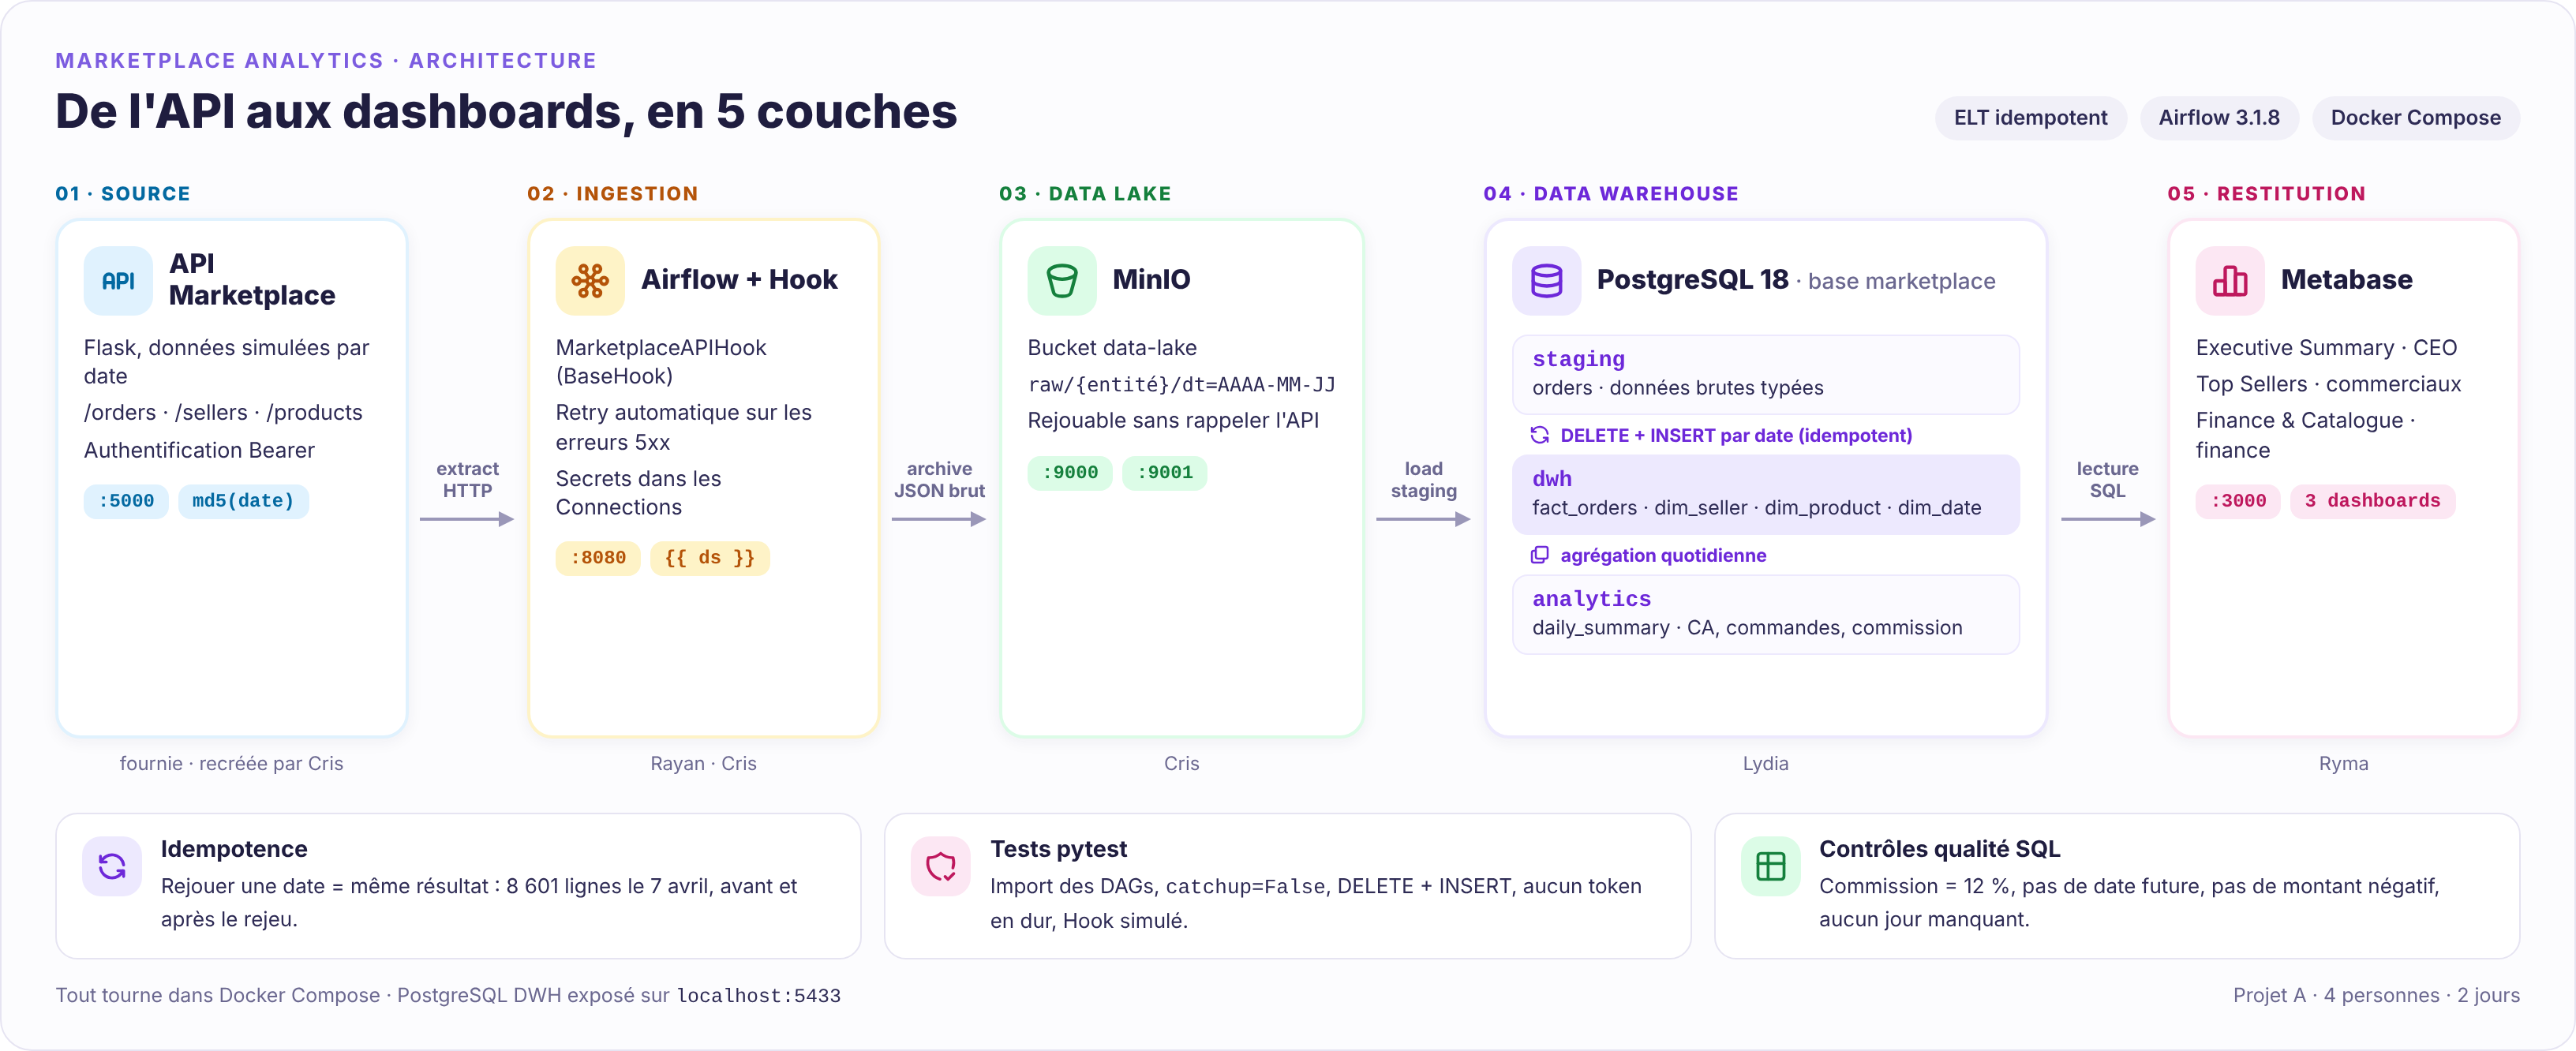 MARKETPLACE ANALYTICS · ARCHITECTURE
De l'API aux dashboards, en 5 couches
ELT idempotent
Airflow 3.1.8
Docker Compose
01 · SOURCE
API
API
Marketplace
Flask, données simulées par
date
/orders · /sellers · /products
Authentification Bearer
:5000
md5(date)
fournie · recréée par Cris
extract
HTTP
02 · INGESTION
Airflow + Hook
MarketplaceAPIHook
(BaseHook)
Retry automatique sur les
erreurs 5xx
Secrets dans les
Connections
:8080
{{ ds }}
Rayan · Cris
archive
JSON brut
03 · DATA LAKE
MinIO
Bucket data-lake
raw/{entité}/dt=AAAA-MM-JJ
Rejouable sans rappeler l'API
:9000
:9001
Cris
load
staging
04 · DATA WAREHOUSE
PostgreSQL 18 · base marketplace
staging
orders · données brutes typées
DELETE + INSERT par date (idempotent)
dwh
fact_orders · dim_seller · dim_product · dim_date
agrégation quotidienne
analytics
daily_summary · CA, commandes, commission
Lydia
lecture
SQL
05 · RESTITUTION
Metabase
Executive Summary · CEO
Top Sellers · commerciaux
Finance & Catalogue ·
finance
:3000
3 dashboards
Ryma
Idempotence
Rejouer une date = même résultat : 8 601 lignes le 7 avril, avant et
après le rejeu.
Tests pytest
Import des DAGs, catchup=False, DELETE + INSERT, aucun token
en dur, Hook simulé.
Contrôles qualité SQL
Commission = 12 %, pas de date future, pas de montant négatif,
aucun jour manquant.
Tout tourne dans Docker Compose · PostgreSQL DWH exposé sur localhost:5433
Projet A · 4 personnes · 2 jours